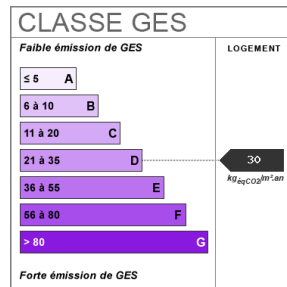 CLASSE GES
Faible émission de GES
LOGEMENT
≤ 5 A
6 à 10 B
11 à 20 C
21 à 35 D
30
kgéqCO2/m².an
36 à 55 E
56 à 80 F
> 80 G
Forte émission de GES